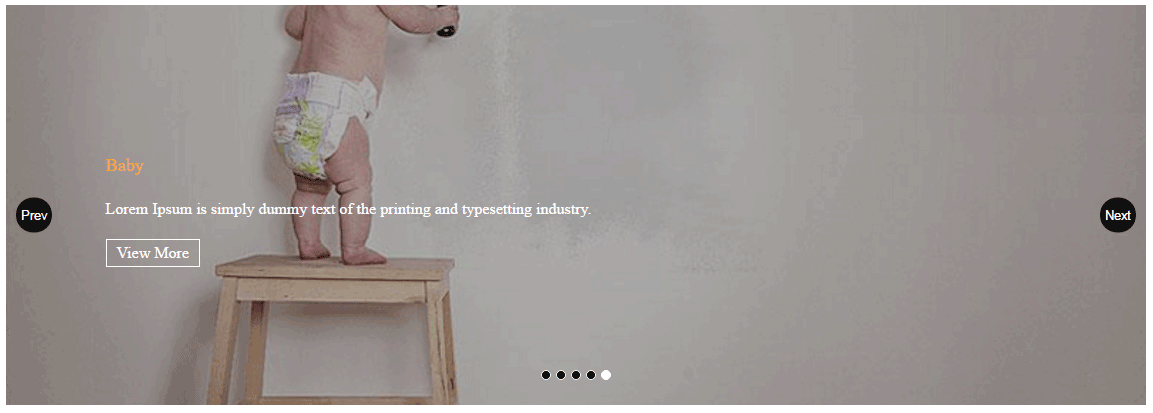 Baby
Prev
Lorem Ipsum is simply dummy text of the printing and typesetting industry.
Next
View More